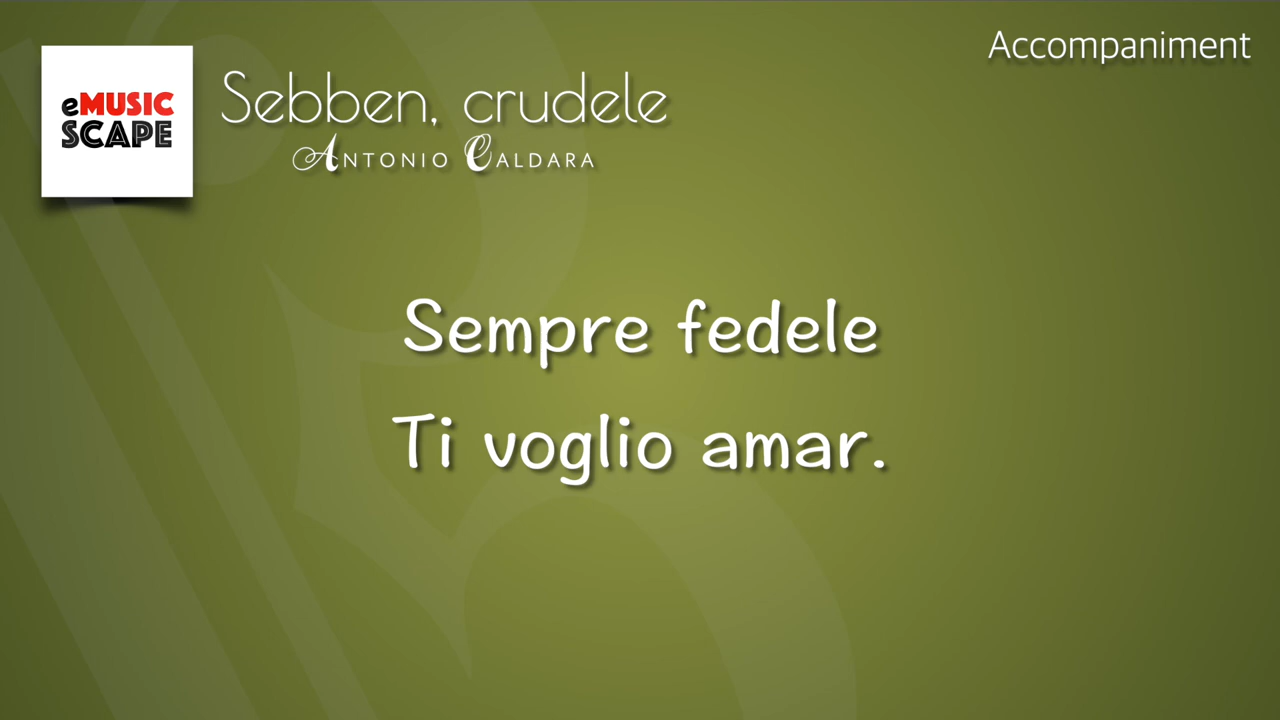 Accompaniment
eMUSIC
SCAPE
Sebben, crudele
Antonio Caldara
Sempre fedele
Ti voglio amar.